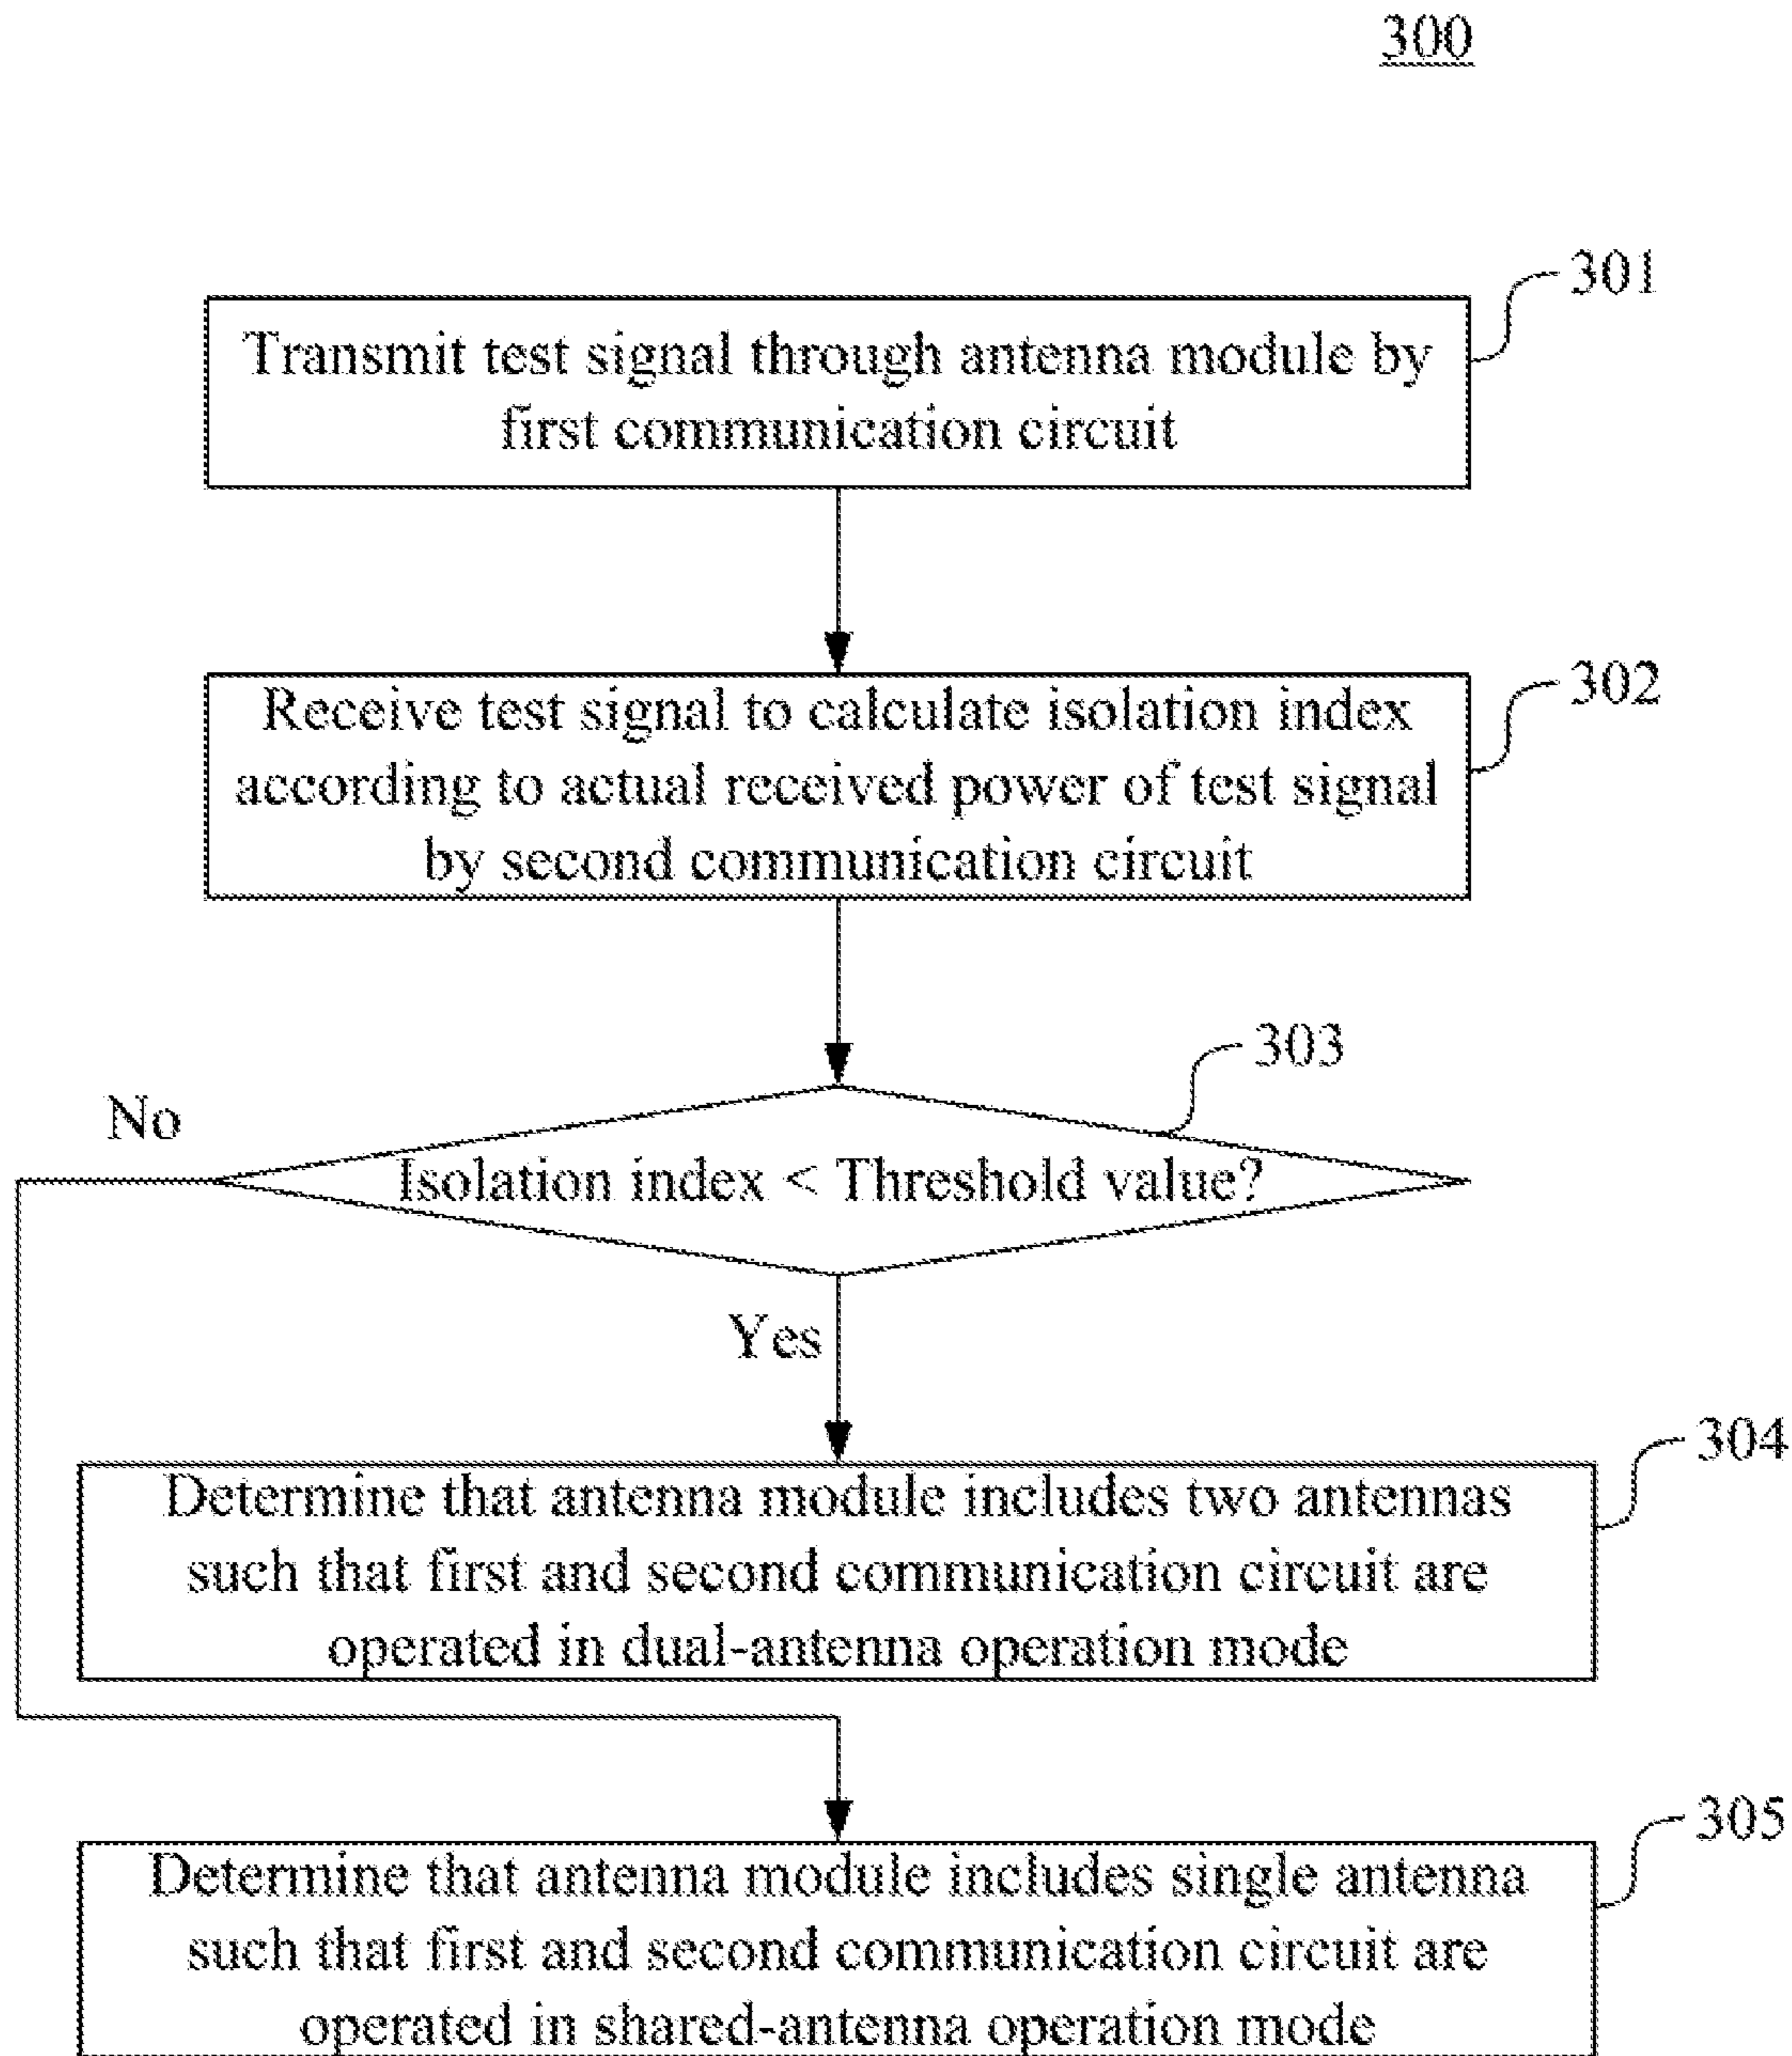 300
301
Transmit test signal through antenna module by
first communication circuit
302
Receive test signal to calculate isolation index
according to actual received power of test signal
by second communication circuit
303
No
Isolation index < Threshold value?
Yes
304
Determine that antenna module includes two antennas
such that first and second communication circuit are
operated in dual-antenna operation mode
305
Determine that antenna module includes single antenna
such that first and second communication circuit are
operated in shared-antenna operation mode